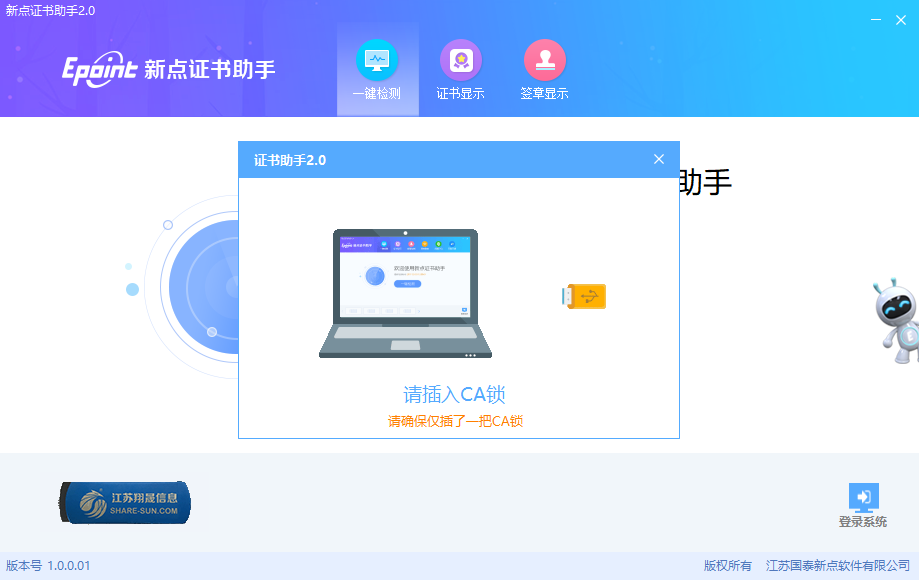 新点证书助手2.0
Epoint 新点证书助手
一键检测
证书显示
签章显示
助手
证书助手2.0
请插入CA锁
请确保仅插了一把CA锁
江苏翔晟信息
SHARE-SUN.COM
登录系统
版本号 1.0.0.01
版权所有 江苏国泰新点软件有限公司